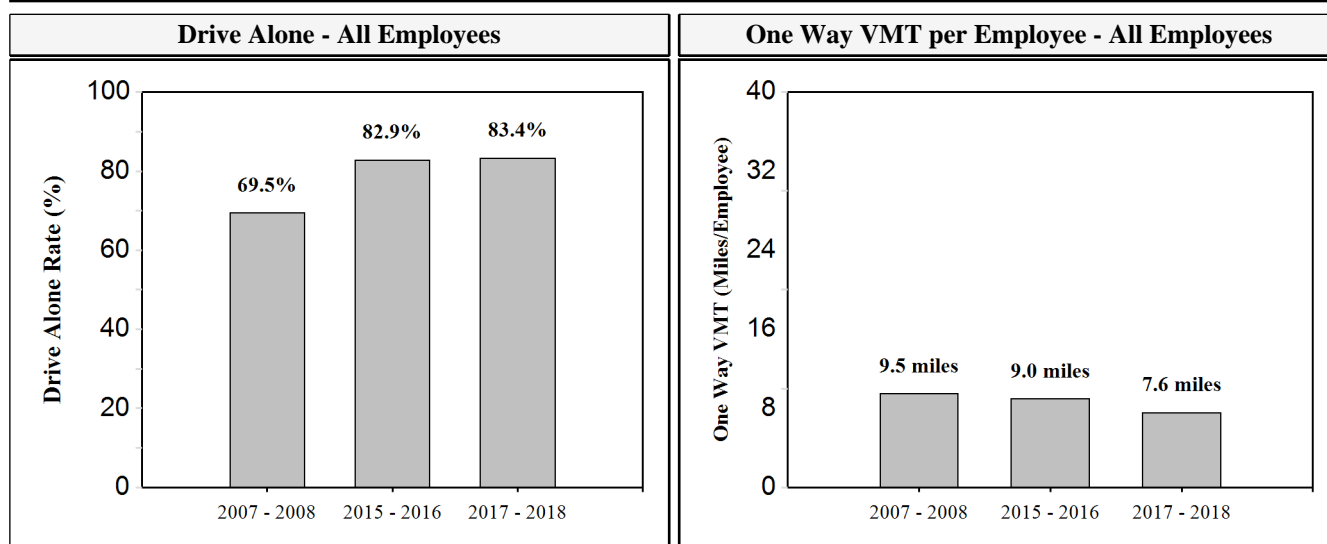 Drive Alone - All Employees
One Way VMT per Employee - All Employees
Drive Alone Rate (%)
100
80
60
40
20
0
69.5%
82.9%
83.4%
2007 - 2008
2015 - 2016
2017 - 2018
One Way VMT (Miles/Employee)
40
32
24
16
8
0
9.5 miles
9.0 miles
7.6 miles
2007 - 2008
2015 - 2016
2017 - 2018